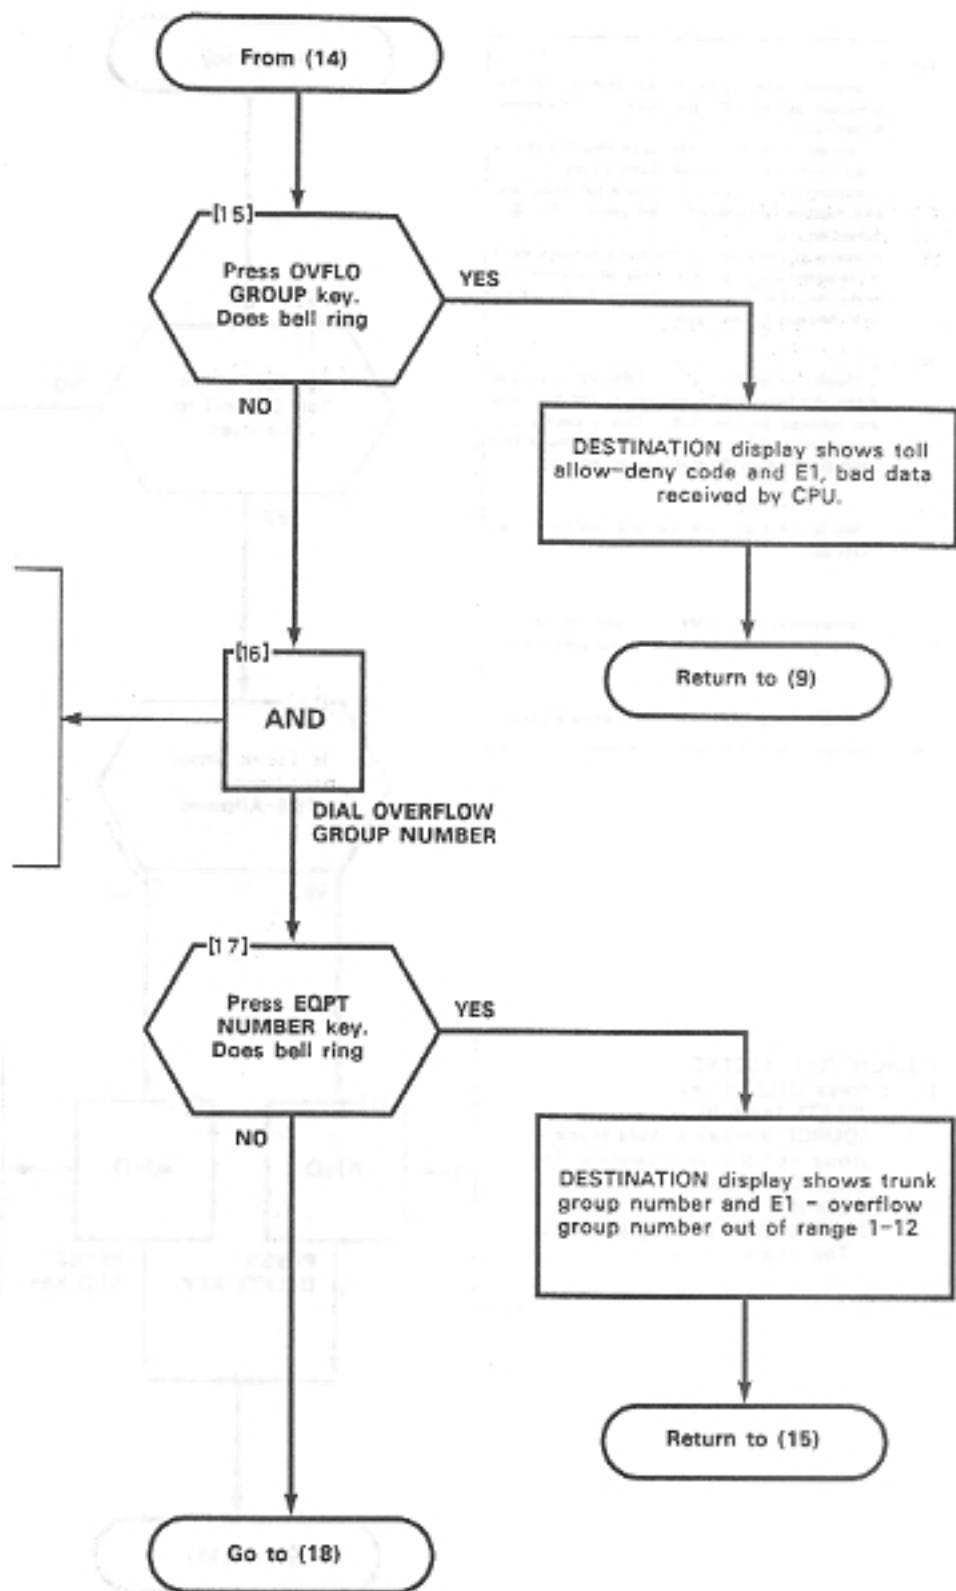 From (14)
[15]
Press OVFLO
GROUP key.
Does bell ring
YES
NO
DESTINATION display shows toll
allow-deny code and E1, bad data
received by CPU.
Return to (9)
[16]
AND
DIAL OVERFLOW
GROUP NUMBER
[17]
Press EQPT
NUMBER key.
Does bell ring
YES
NO
DESTINATION display shows trunk
group number and E1 - overflow
group number out of range 1-12
Return to (15)
Go to (18)